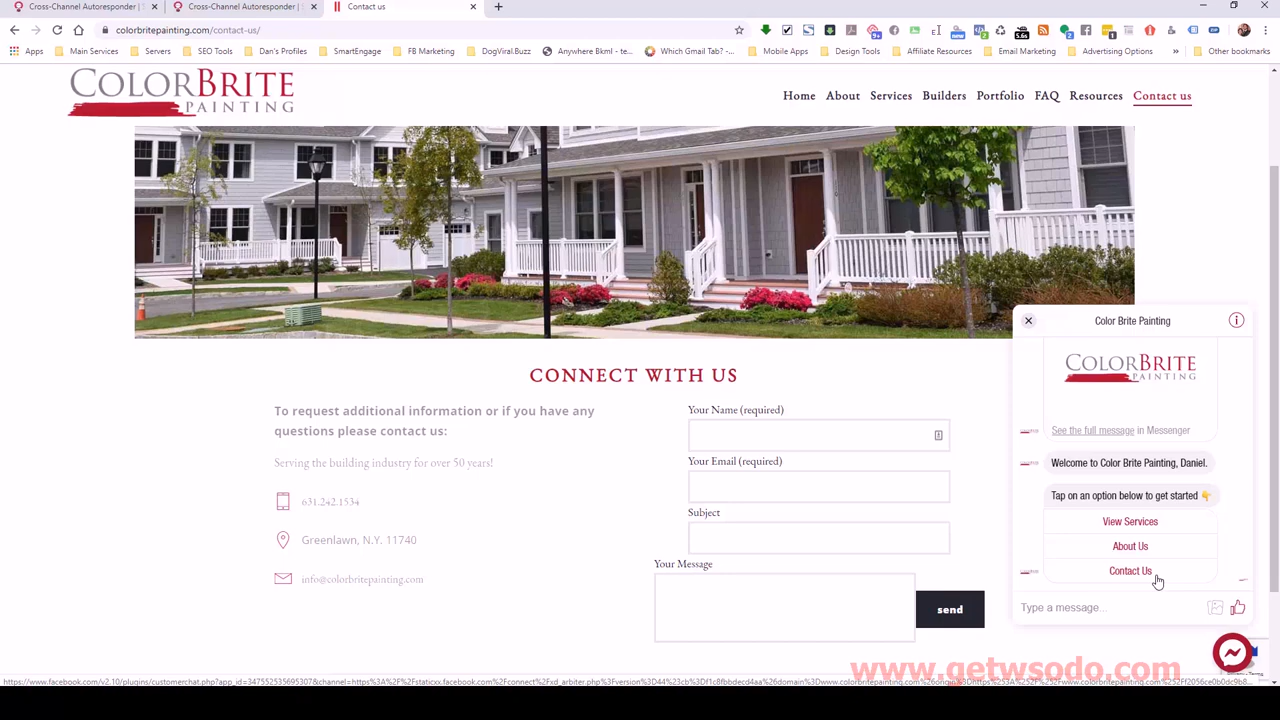 Cross-Channel Autoresponder | S
Cross-Channel Autoresponder | S
Contact us
colorbritepainting.com/contact-us/
Apps
Main Services
Servers
SEO Tools
Dan's Profiles
SmartEngage
FB Marketing
DogViral.Buzz
Anywhere Bkml - te...
Which Gmail Tab? -...
Mobile Apps
Design Tools
Affiliate Resources
Email Marketing
Advertising Options
»
Other bookmarks
COLORBRITE
PAINTING
Home
About
Services
Builders
Portfolio
FAQ
Resources
Contact us
CONNECT WITH US
To request additional information or if you have any
questions please contact us:
Serving the building industry for over 50 years!
631.242.1534
Greenlawn, N.Y. 11740
info@colorbritepainting.com
Your Name (required)
Your Email (required)
Subject
Your Message
send
Color Brite Painting
COLORBRITE
PAINTING
See the full message in Messenger
Welcome to Color Brite Painting, Daniel.
Tap on an option below to get started 👇
View Services
About Us
Contact Us
Type a message...
www.getwsodo.com